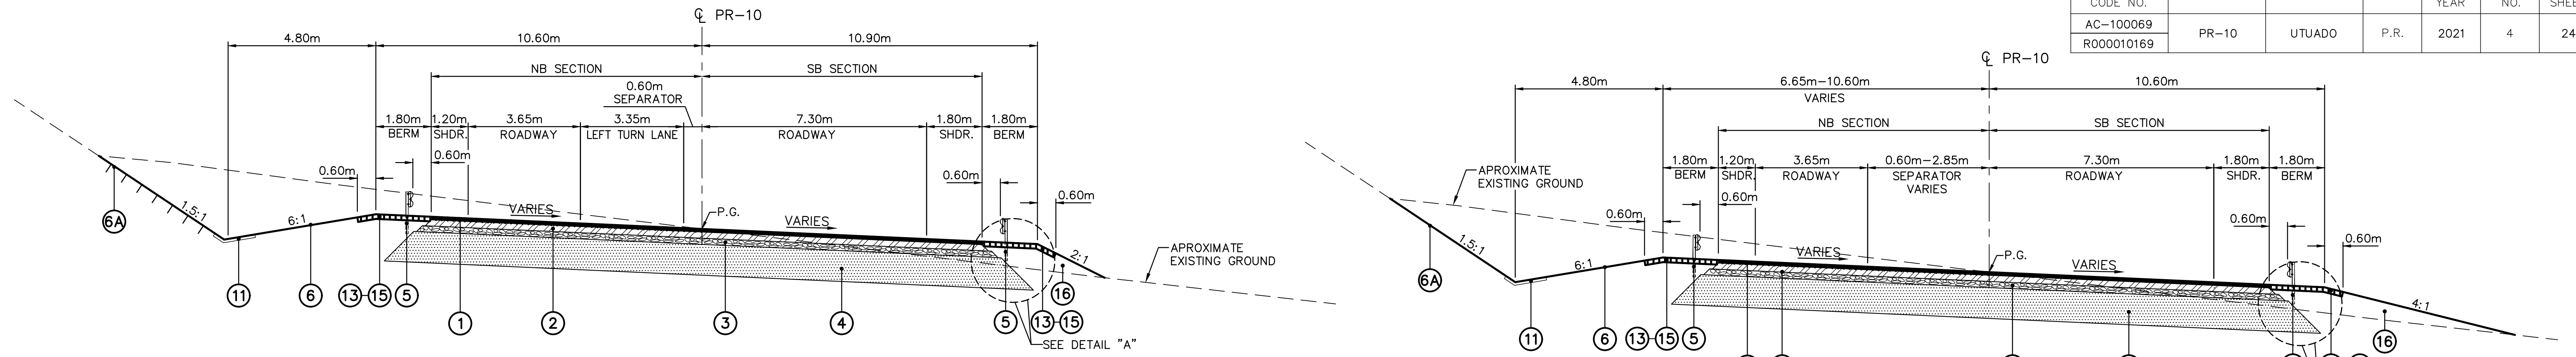 CODE NO. YEAR NO. SHEE
AC-100069
R000010169
PR-10 UTUADO P.R. 2021 4 24
℄ PR-10
4.80m 10.60m 10.90m
NB SECTION SB SECTION
0.60m
SEPARATOR
1.80m 1.20m 3.65m 3.35m 7.30m 1.80m 1.80m
BERM SHDR. ROADWAY LEFT TURN LANE ROADWAY SHDR. BERM
0.60m
0.60m
0.60m
0.60m
6A
1.5:1
6:1
VARIES
P.G.
VARIES
2:1
APROXIMATE
EXISTING GROUND
11 6 13 15 5 1 2 3 4 5 13 15 16
SEE DETAIL "A"
℄ PR-10
4.80m 6.65m-10.60m 10.60m
VARIES
NB SECTION SB SECTION
1.80m 1.20m 3.65m 0.60m-2.85m 7.30m 1.80m 1.80m
BERM SHDR. ROADWAY SEPARATOR ROADWAY SHDR. BERM
VARIES
APROXIMATE
EXISTING GROUND
0.60m
0.60m
0.60m
0.60m
6A
1.5:1
6:1
VARIES
P.G.
VARIES
4:1
11 6 13 15 5 16